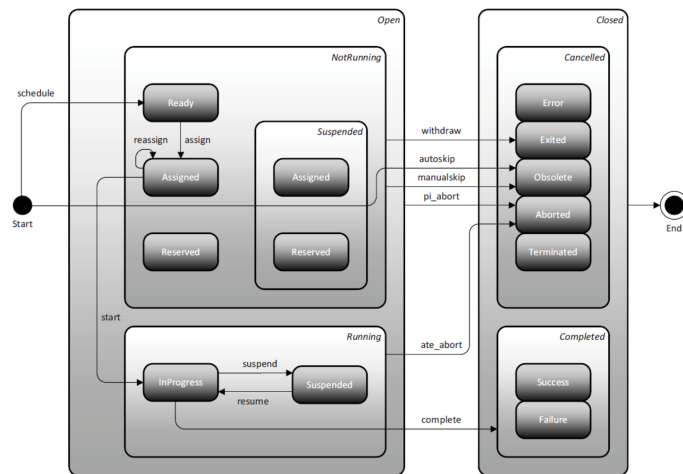 Open
Closed
NotRunning
Cancelled
schedule
Ready
Error
Suspended
withdraw
Exited
reassign
assign
autoskip
Assigned
Assigned
manualskip
Obsolete
pi_abort
Aborted
Start
End
Reserved
Reserved
Terminated
start
Running
ate_abort
Completed
suspend
InProgress
Suspended
Success
resume
complete
Failure